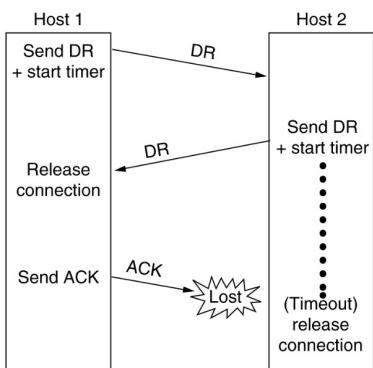 Host 1
Host 2
Send DR
+ start timer
DR
Send DR
+ start timer
DR
Release
connection
Send ACK
ACK
Lost
(Timeout)
release
connection